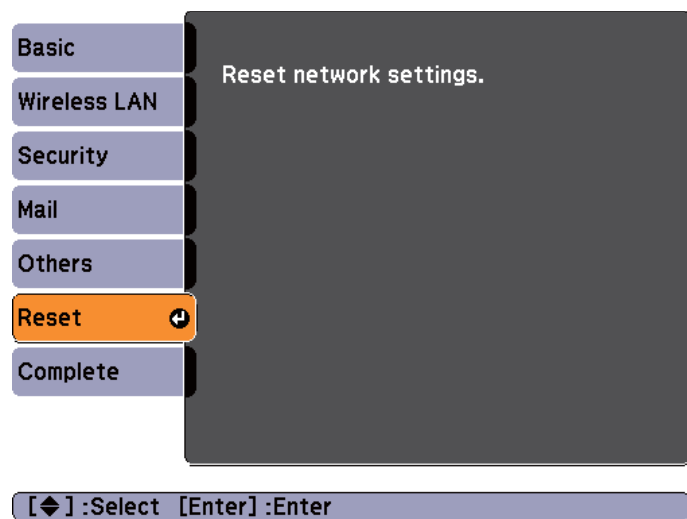 Basic
Wireless LAN
Security
Mail
Others
Reset
Complete
Reset network settings.
[◆] :Select [Enter] :Enter